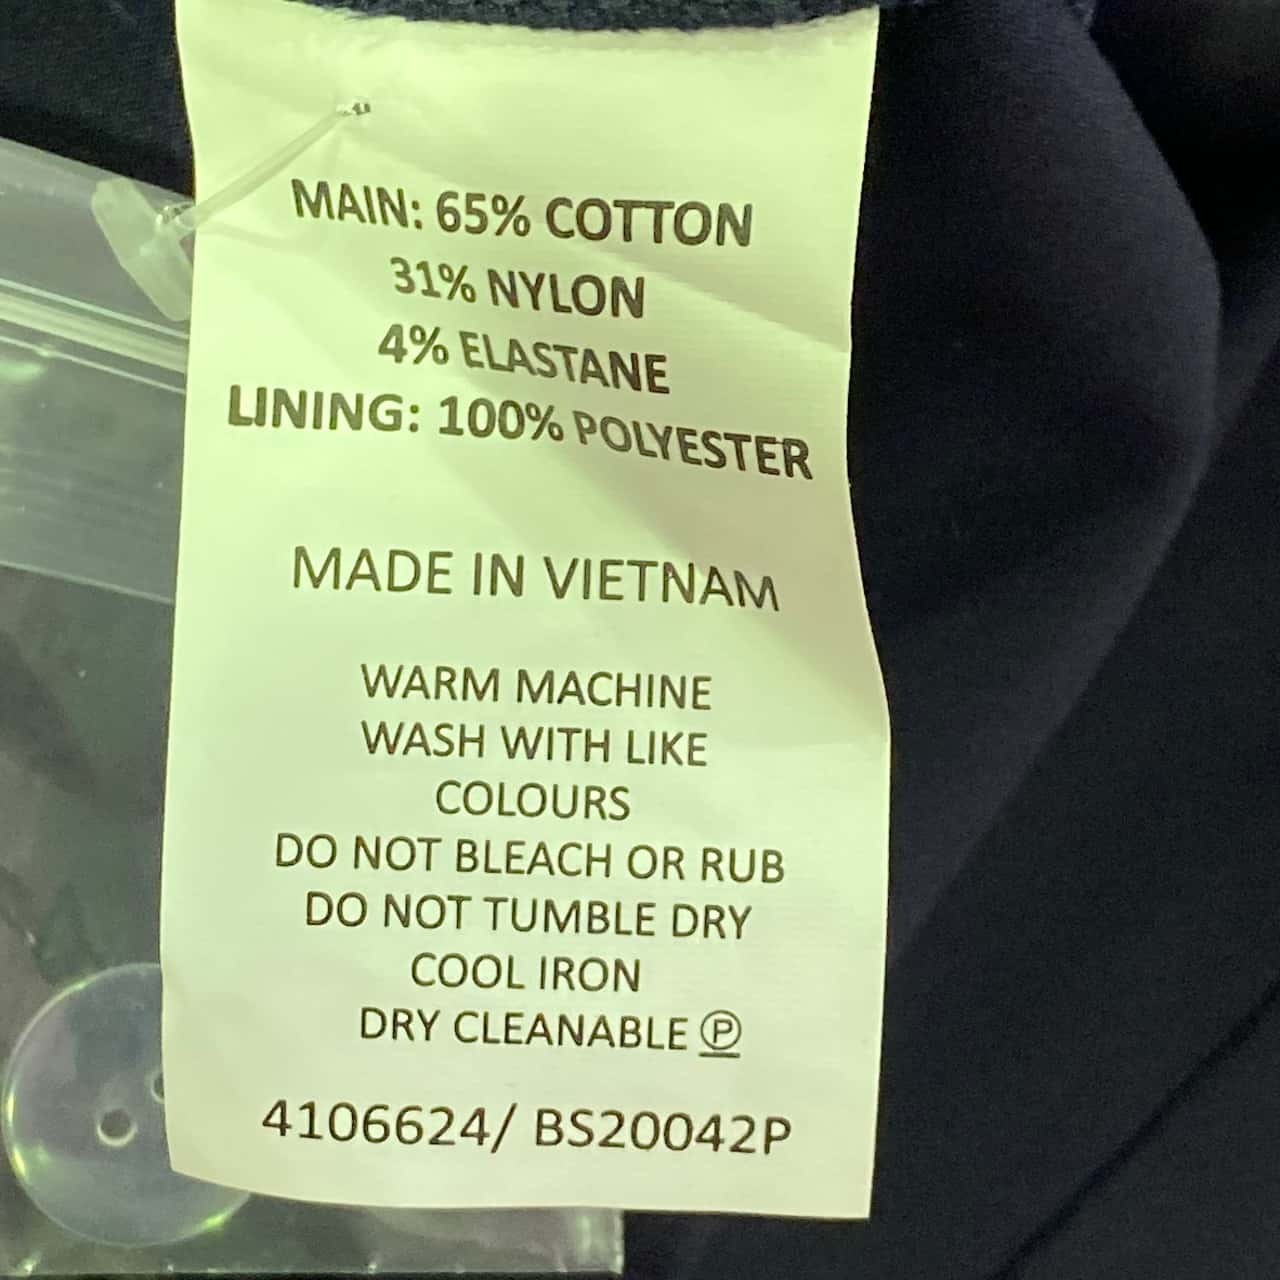 MAIN: 65% COTTON
31% NYLON
4% ELASTANE
LINING: 100% POLYESTER
MADE IN VIETNAM
WARM MACHINE
WASH WITH LIKE
COLOURS
DO NOT BLEACH OR RUB
DO NOT TUMBLE DRY
COOL IRON
DRY CLEANABLE Ⓟ
4106624/ BS20042P